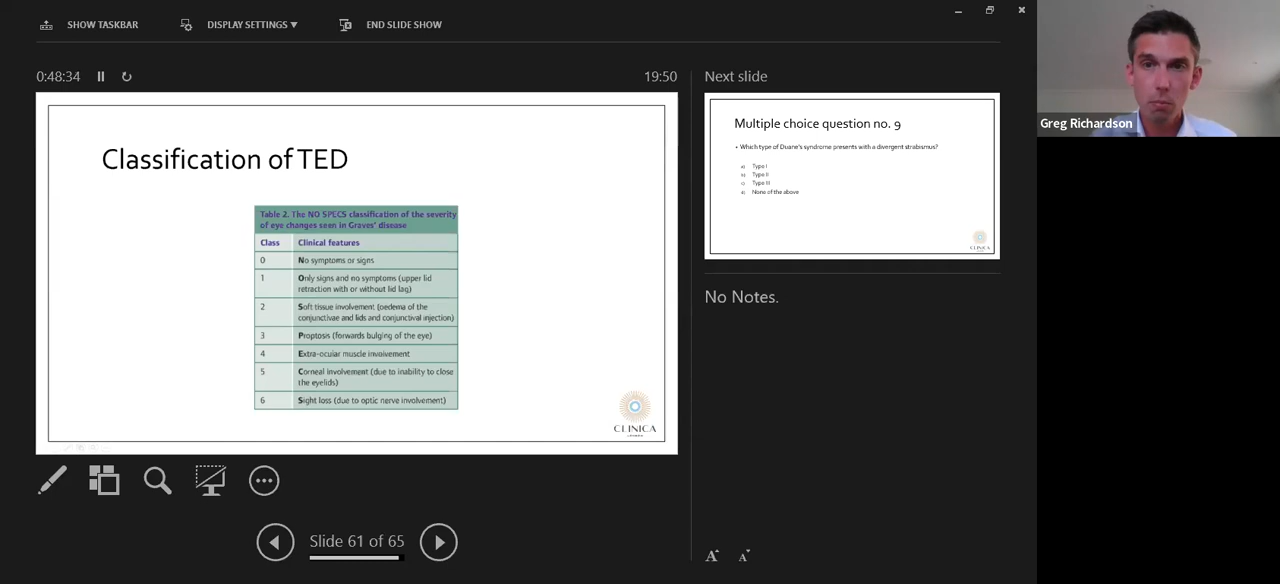 SHOW TASKBAR
DISPLAY SETTINGS ▼
END SLIDE SHOW
0:48:34
19:50
Classification of TED
Table 2. The NO SPECS classification of the severity
of eye changes seen in Graves' disease
Class Clinical features
0 No symptoms or signs
1 Only signs and no symptoms (upper lid
retraction with or without lid lag)
2 Soft tissue involvement (oedema of the
conjunctivae and lids and conjunctival injection)
3 Proptosis (forwards bulging of the eye)
4 Extra-ocular muscle involvement
5 Corneal involvement (due to inability to close
the eyelids)
6 Sight loss (due to optic nerve involvement)
CLINICA
LONDON
Slide 61 of 65
Next slide
Multiple choice question no. 9
• Which type of Duane's syndrome presents with a divergent strabismus?
a) Type I
b) Type II
c) Type III
d) None of the above
CLINICA
No Notes.
A A
Greg Richardson